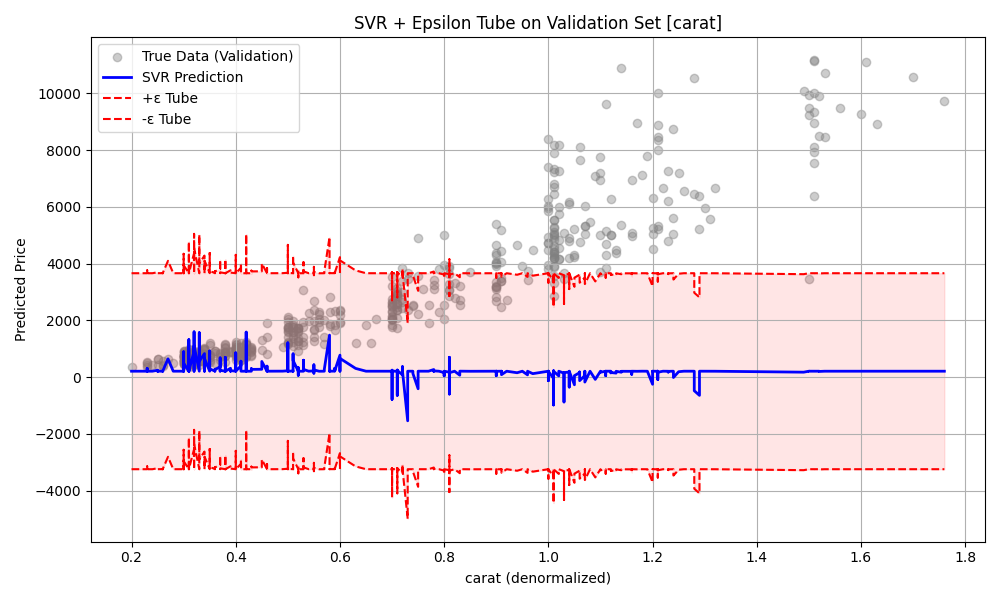 SVR + Epsilon Tube on Validation Set [carat]
True Data (Validation)
SVR Prediction
+ε Tube
-ε Tube
Predicted Price
10000
8000
6000
4000
2000
0
−2000
−4000
0.2 0.4 0.6 0.8 1.0 1.2 1.4 1.6 1.8
carat (denormalized)